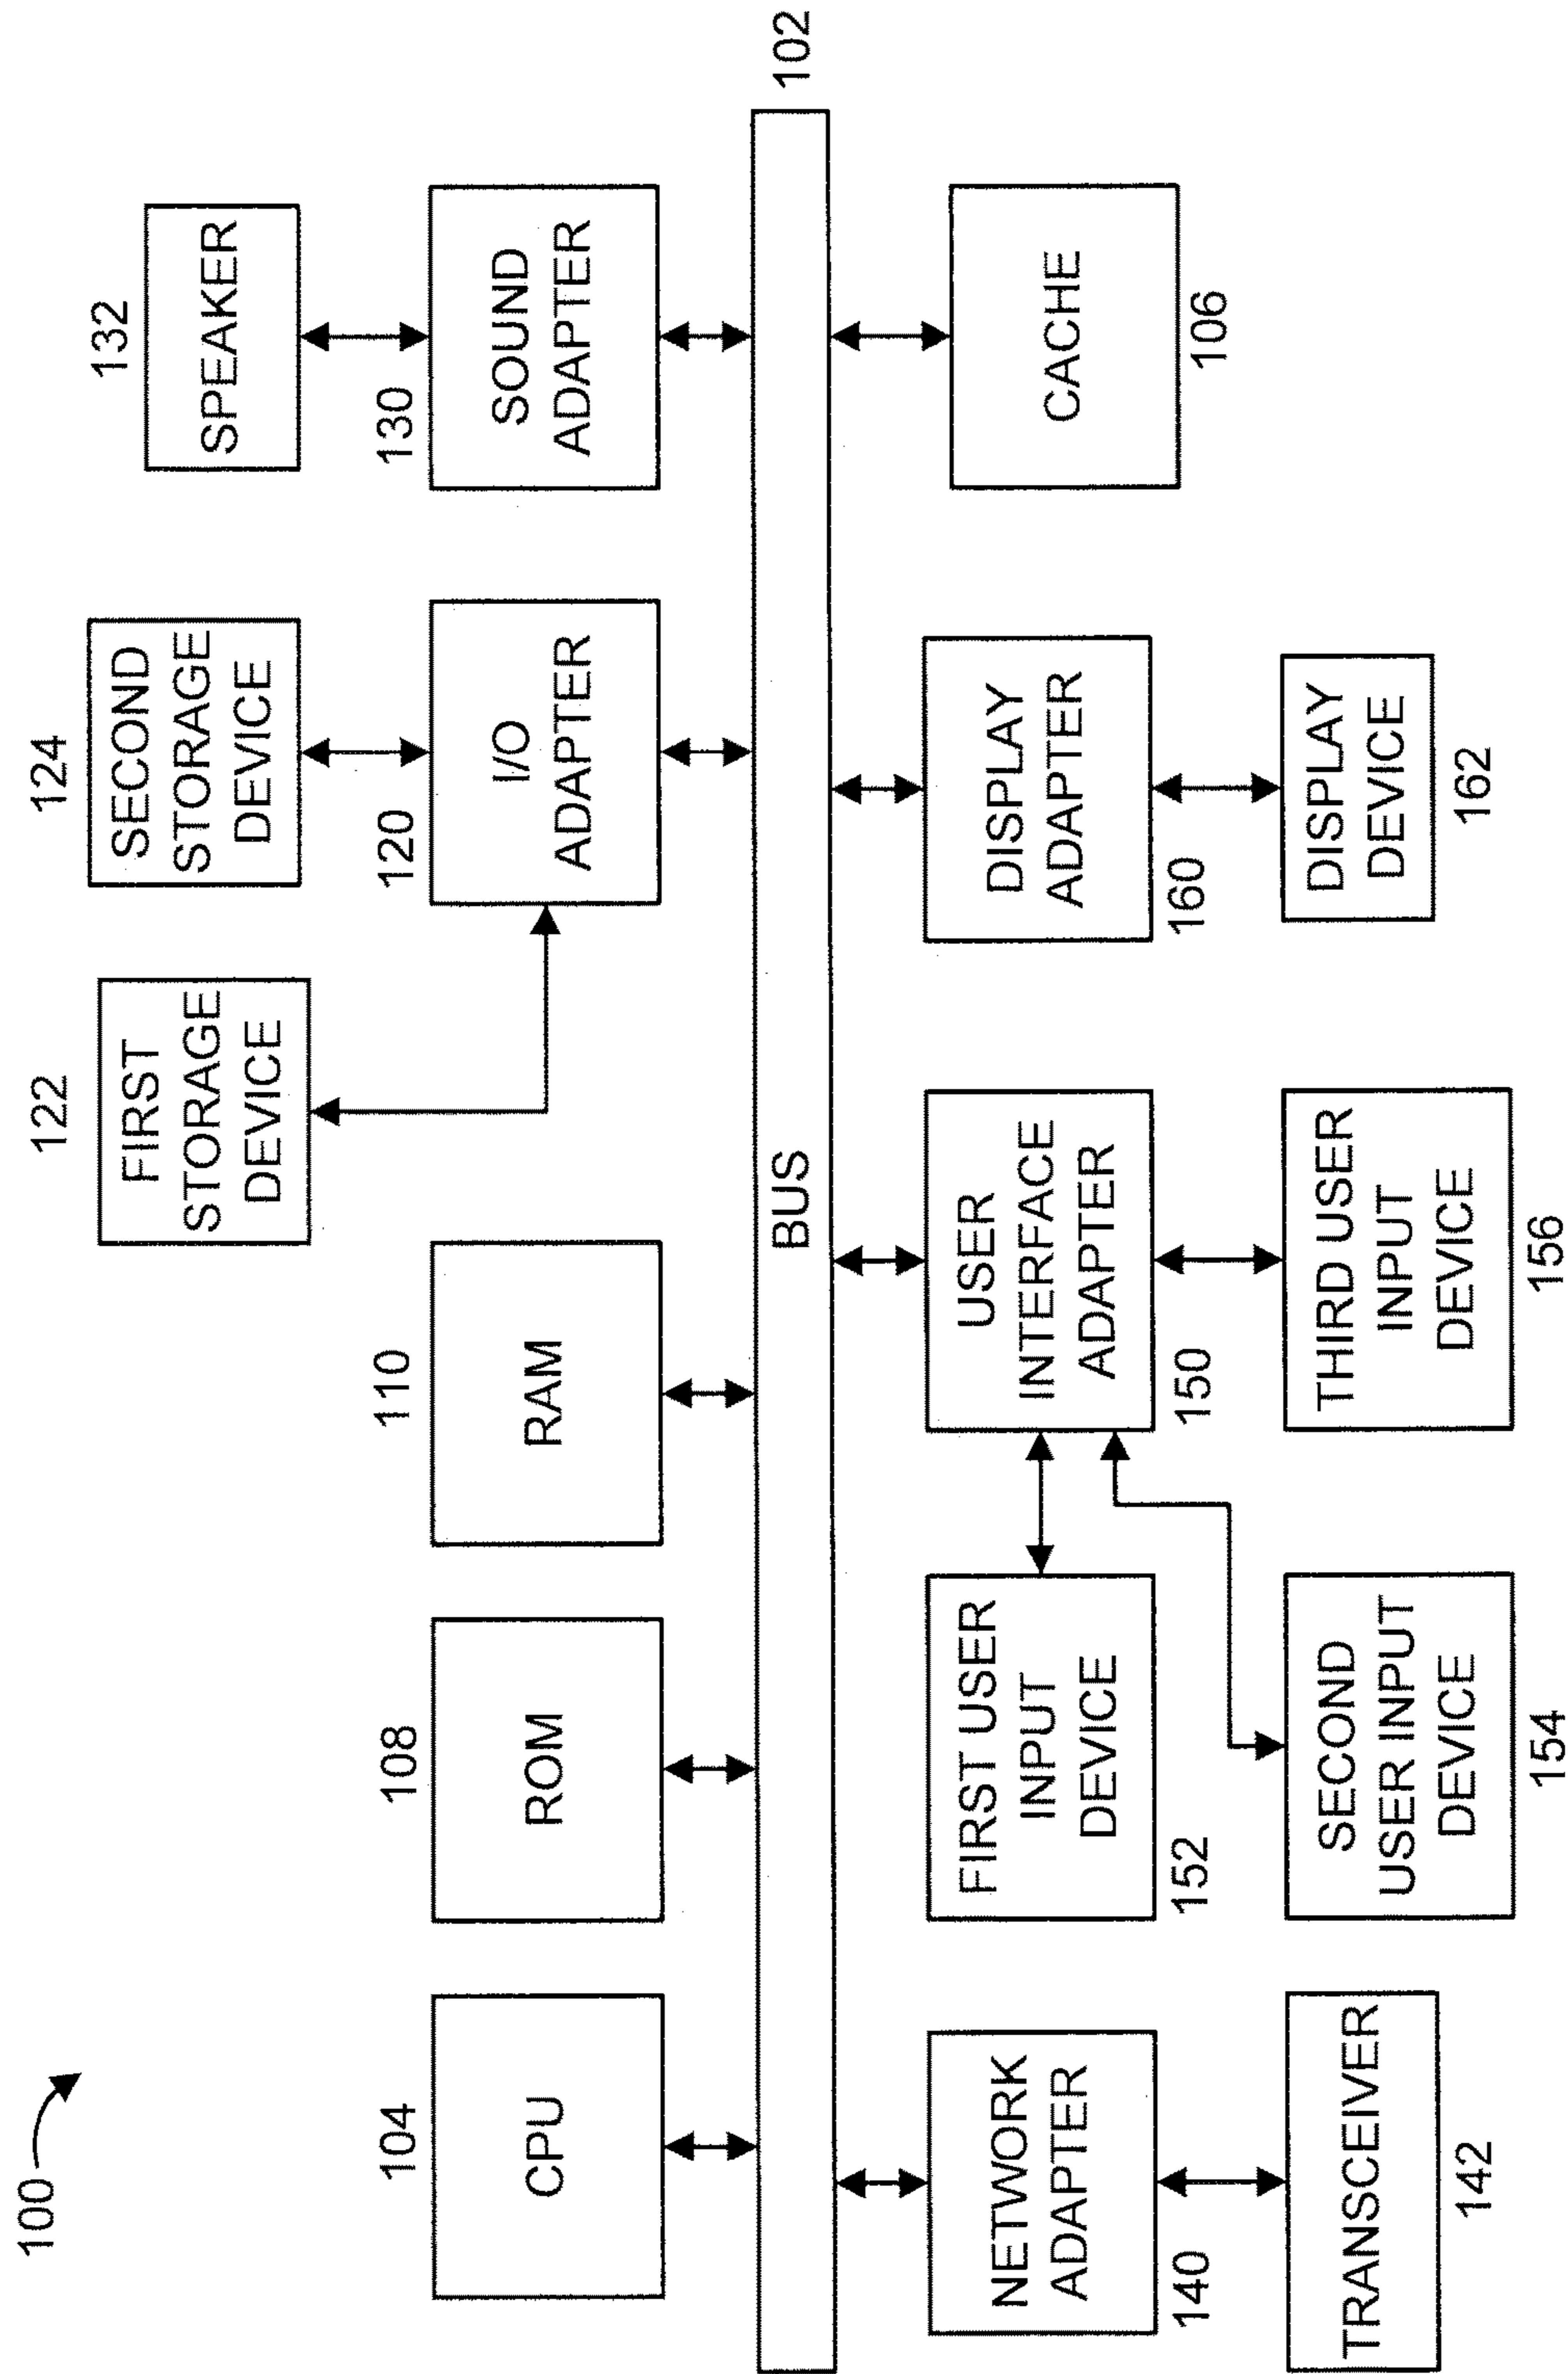 100
104
CPU
108
ROM
110
RAM
122
FIRST
STORAGE
DEVICE
124
SECOND
STORAGE
DEVICE
120
I/O
ADAPTER
132
SPEAKER
130
SOUND
ADAPTER
BUS
102
NETWORK
ADAPTER
140
TRANSCEIVER
142
FIRST USER
INPUT
DEVICE
152
SECOND
USER INPUT
DEVICE
154
USER
INTERFACE
ADAPTER
150
THIRD USER
INPUT
DEVICE
156
DISPLAY
ADAPTER
160
DISPLAY
DEVICE
162
CACHE
106